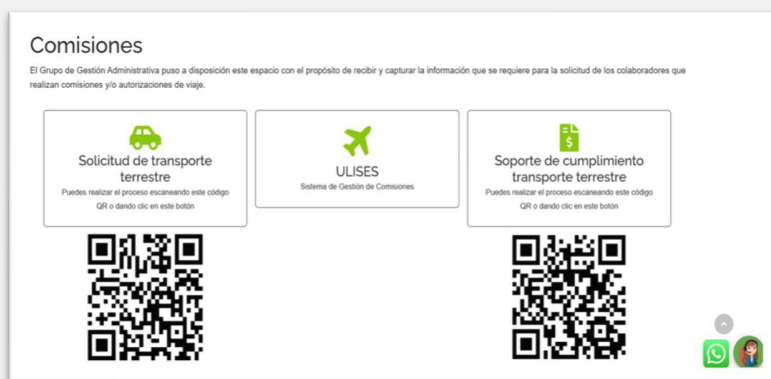 Comisiones
El Grupo de Gestión Administrativa puso a disposición este espacio con el propósito de recibir y capturar la información que se requiere para la solicitud de los colaboradores que
realizan comisiones y/o autorizaciones de viaje.
Solicitud de transporte
terrestre
Puedes realizar el proceso escaneando este código
QR o dando clic en este botón
ULISES
Sistema de Gestión de Comisiones
Soporte de cumplimiento
transporte terrestre
Puedes realizar el proceso escaneando este código
QR o dando clic en este botón